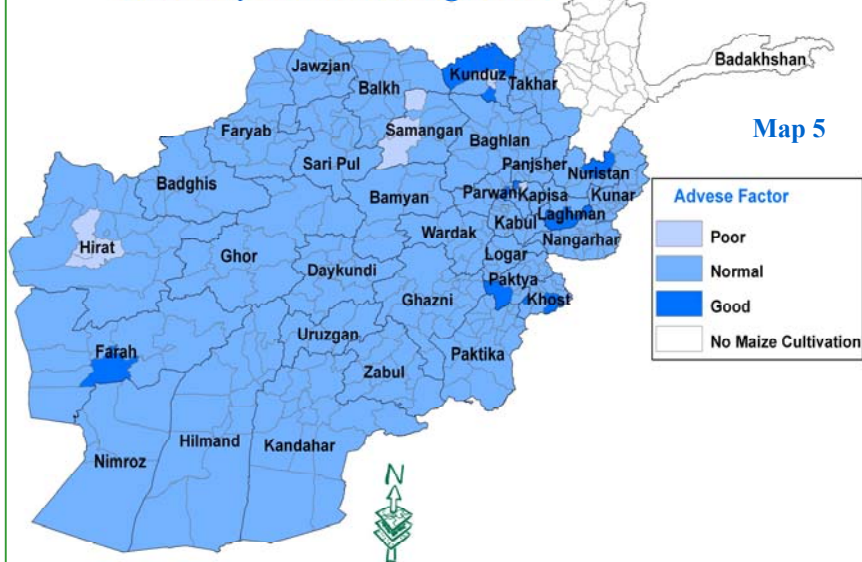 Jawzjan
Balkh
Kunduz
Takhar
Badakhshan
Map 5
Faryab
Samangan
Baghlan
Sari Pul
Panjsher
Nuristan
Badghis
Bamyan
Parwan
Kapisa
Kunar
Laghman
Kabul
Wardak
Nangarhar
Hirat
Ghor
Logar
Daykundi
Paktya
Ghazni
Khost
Uruzgan
Farah
Paktika
Zabul
Hilmand
Kandahar
Nimroz
N
Advese Factor
Poor
Normal
Good
No Maize Cultivation